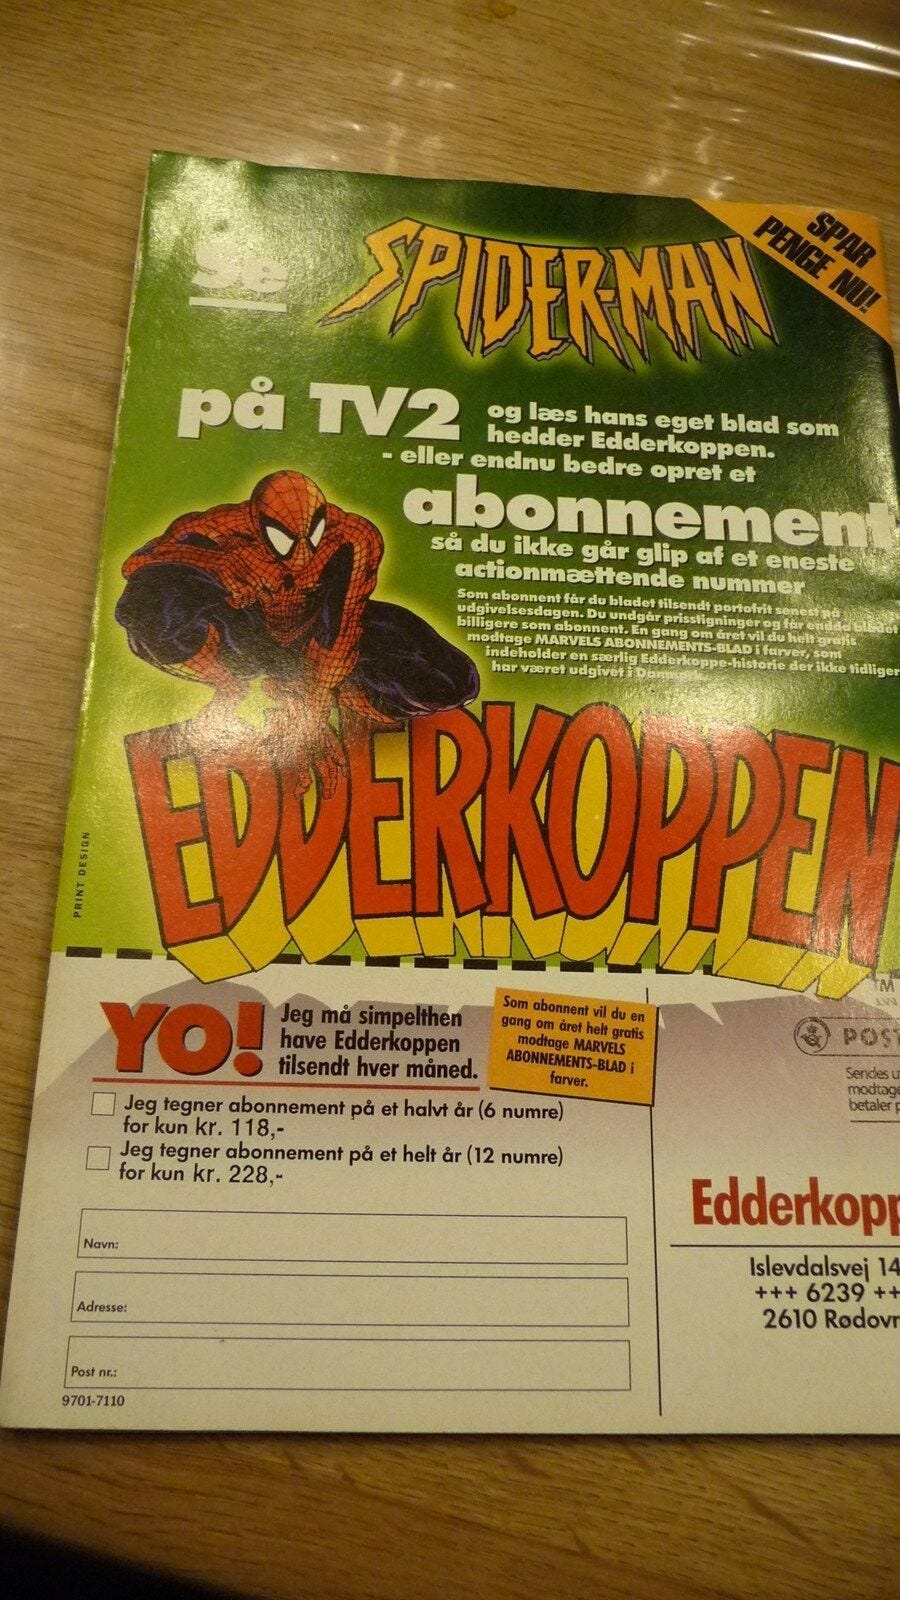 Se
SPIDER-MAN
SPAR
PENGE NU!
på TV2
og læs hans eget blad som
hedder Edderkoppen.
- eller endnu bedre opret et
abonnement
så du ikke går glip af et eneste
actionmættende nummer
Som abonnent får du bladet tilsendt portofrit senest på
udgivelsesdagen. Du undgår prisstigninger og får endda bladet
billigere som abonnent. En gang om året vil du helt gratis
modtage MARVELS ABONNEMENTS-BLAD i farver, som
indeholder en særlig Edderkoppe-historie der ikke tidliger
har været udgivet i Danmark.
EDDERKOPPEN
TM
PRINT DESIGN
YO!
Jeg må simpelthen
have Edderkoppen
tilsendt hver måned.
Som abonnent vil du en
gang om året helt gratis
modtage MARVELS
ABONNEMENTS-BLAD i
farver.
Jeg tegner abonnement på et halvt år (6 numre)
for kun kr. 118,-
Jeg tegner abonnement på et helt år (12 numre)
for kun kr. 228,-
Navn:
Adresse:
Post nr.:
9701-7110
POST
Sendes u
modtage
betaler p
Edderkopp
Islevdalsvej 14
+++ 6239 ++
2610 Rødovr